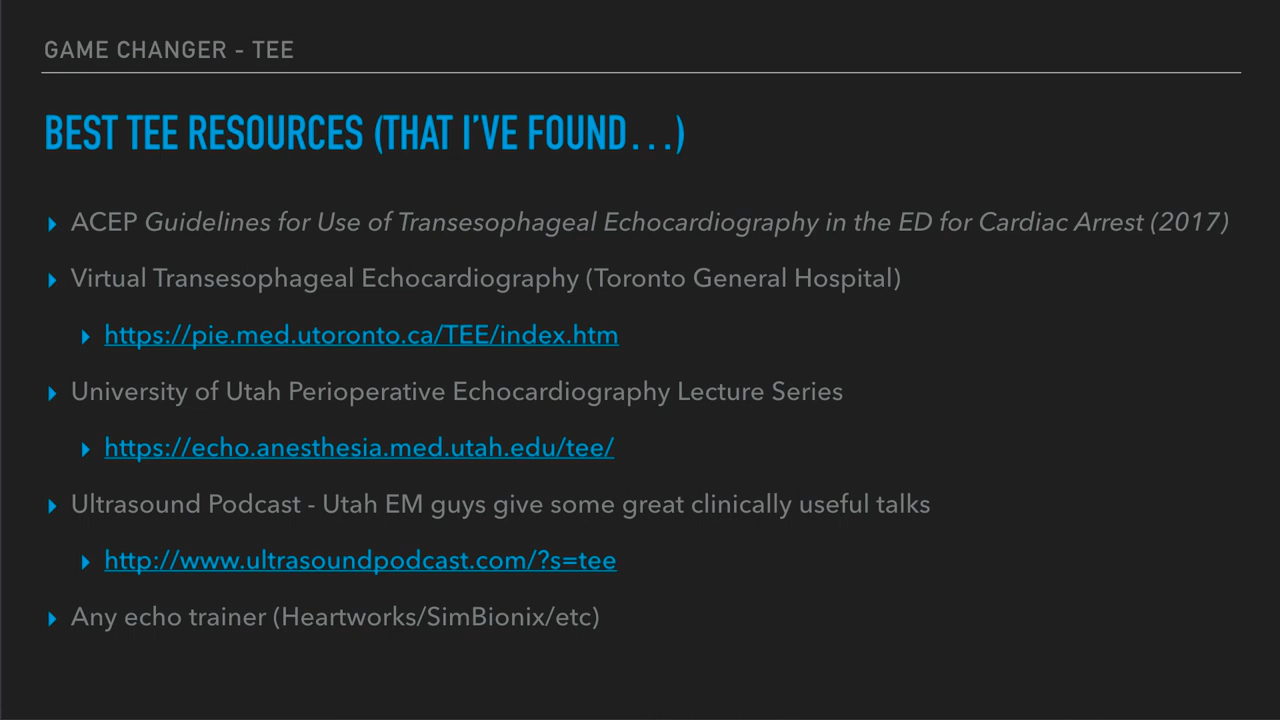 GAME CHANGER - TEE
BEST TEE RESOURCES (THAT I'VE FOUND...)
ACEP Guidelines for Use of Transesophageal Echocardiography in the ED for Cardiac Arrest (2017)
Virtual Transesophageal Echocardiography (Toronto General Hospital)
https://pie.med.utoronto.ca/TEE/index.htm
University of Utah Perioperative Echocardiography Lecture Series
https://echo.anesthesia.med.utah.edu/tee/
Ultrasound Podcast - Utah EM guys give some great clinically useful talks
http://www.ultrasoundpodcast.com/?s=tee
Any echo trainer (Heartworks/SimBionix/etc)